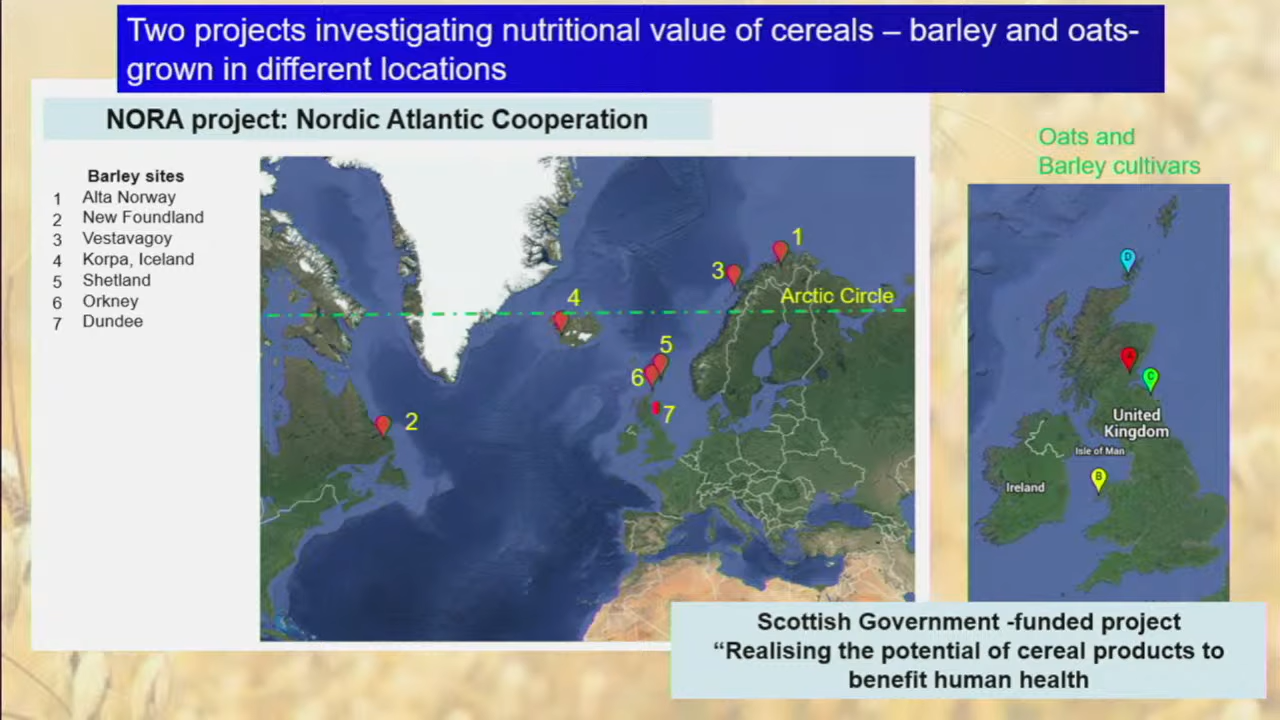 Two projects investigating nutritional value of cereals – barley and oats-
grown in different locations
NORA project: Nordic Atlantic Cooperation
Barley sites
1 Alta Norway
2 New Foundland
3 Vestavagoy
4 Korpa, Iceland
5 Shetland
6 Orkney
7 Dundee
1
3
Arctic Circle
4
5
6
7
2
Oats and
Barley cultivars
D
A
C
United
Kingdom
Isle of Man
B
Ireland
Scottish Government -funded project
“Realising the potential of cereal products to
benefit human health